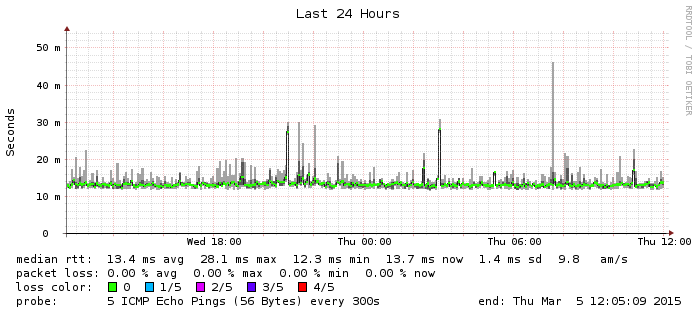 Last 24 Hours
RRDTOOL / TOBI OETIKER
Seconds
50 m
40 m
30 m
20 m
10 m
0
Wed 18:00 Thu 00:00 Thu 06:00 Thu 12:00
median rtt: 13.4 ms avg 28.1 ms max 12.3 ms min 13.7 ms now 1.4 ms sd 9.8 am/s
packet loss: 0.00 % avg 0.00 % max 0.00 % min 0.00 % now
loss color: 0 1/5 2/5 3/5 4/5
probe: 5 ICMP Echo Pings (56 Bytes) every 300s end: Thu Mar 5 12:05:09 2015